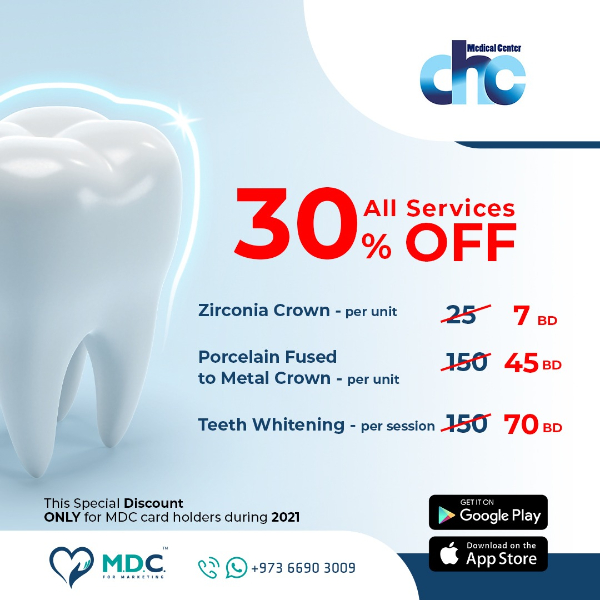 Medical Center
chc
30% All Services
OFF
Zirconia Crown - per unit 25 7 BD
Porcelain Fused
to Metal Crown - per unit 150 45 BD
Teeth Whitening - per session 150 70 BD
This Special Discount
ONLY for MDC card holders during 2021
GET IT ON
Google Play
Download on the
App Store
M.D.C. ™
FOR MARKETING
+973 6690 3009